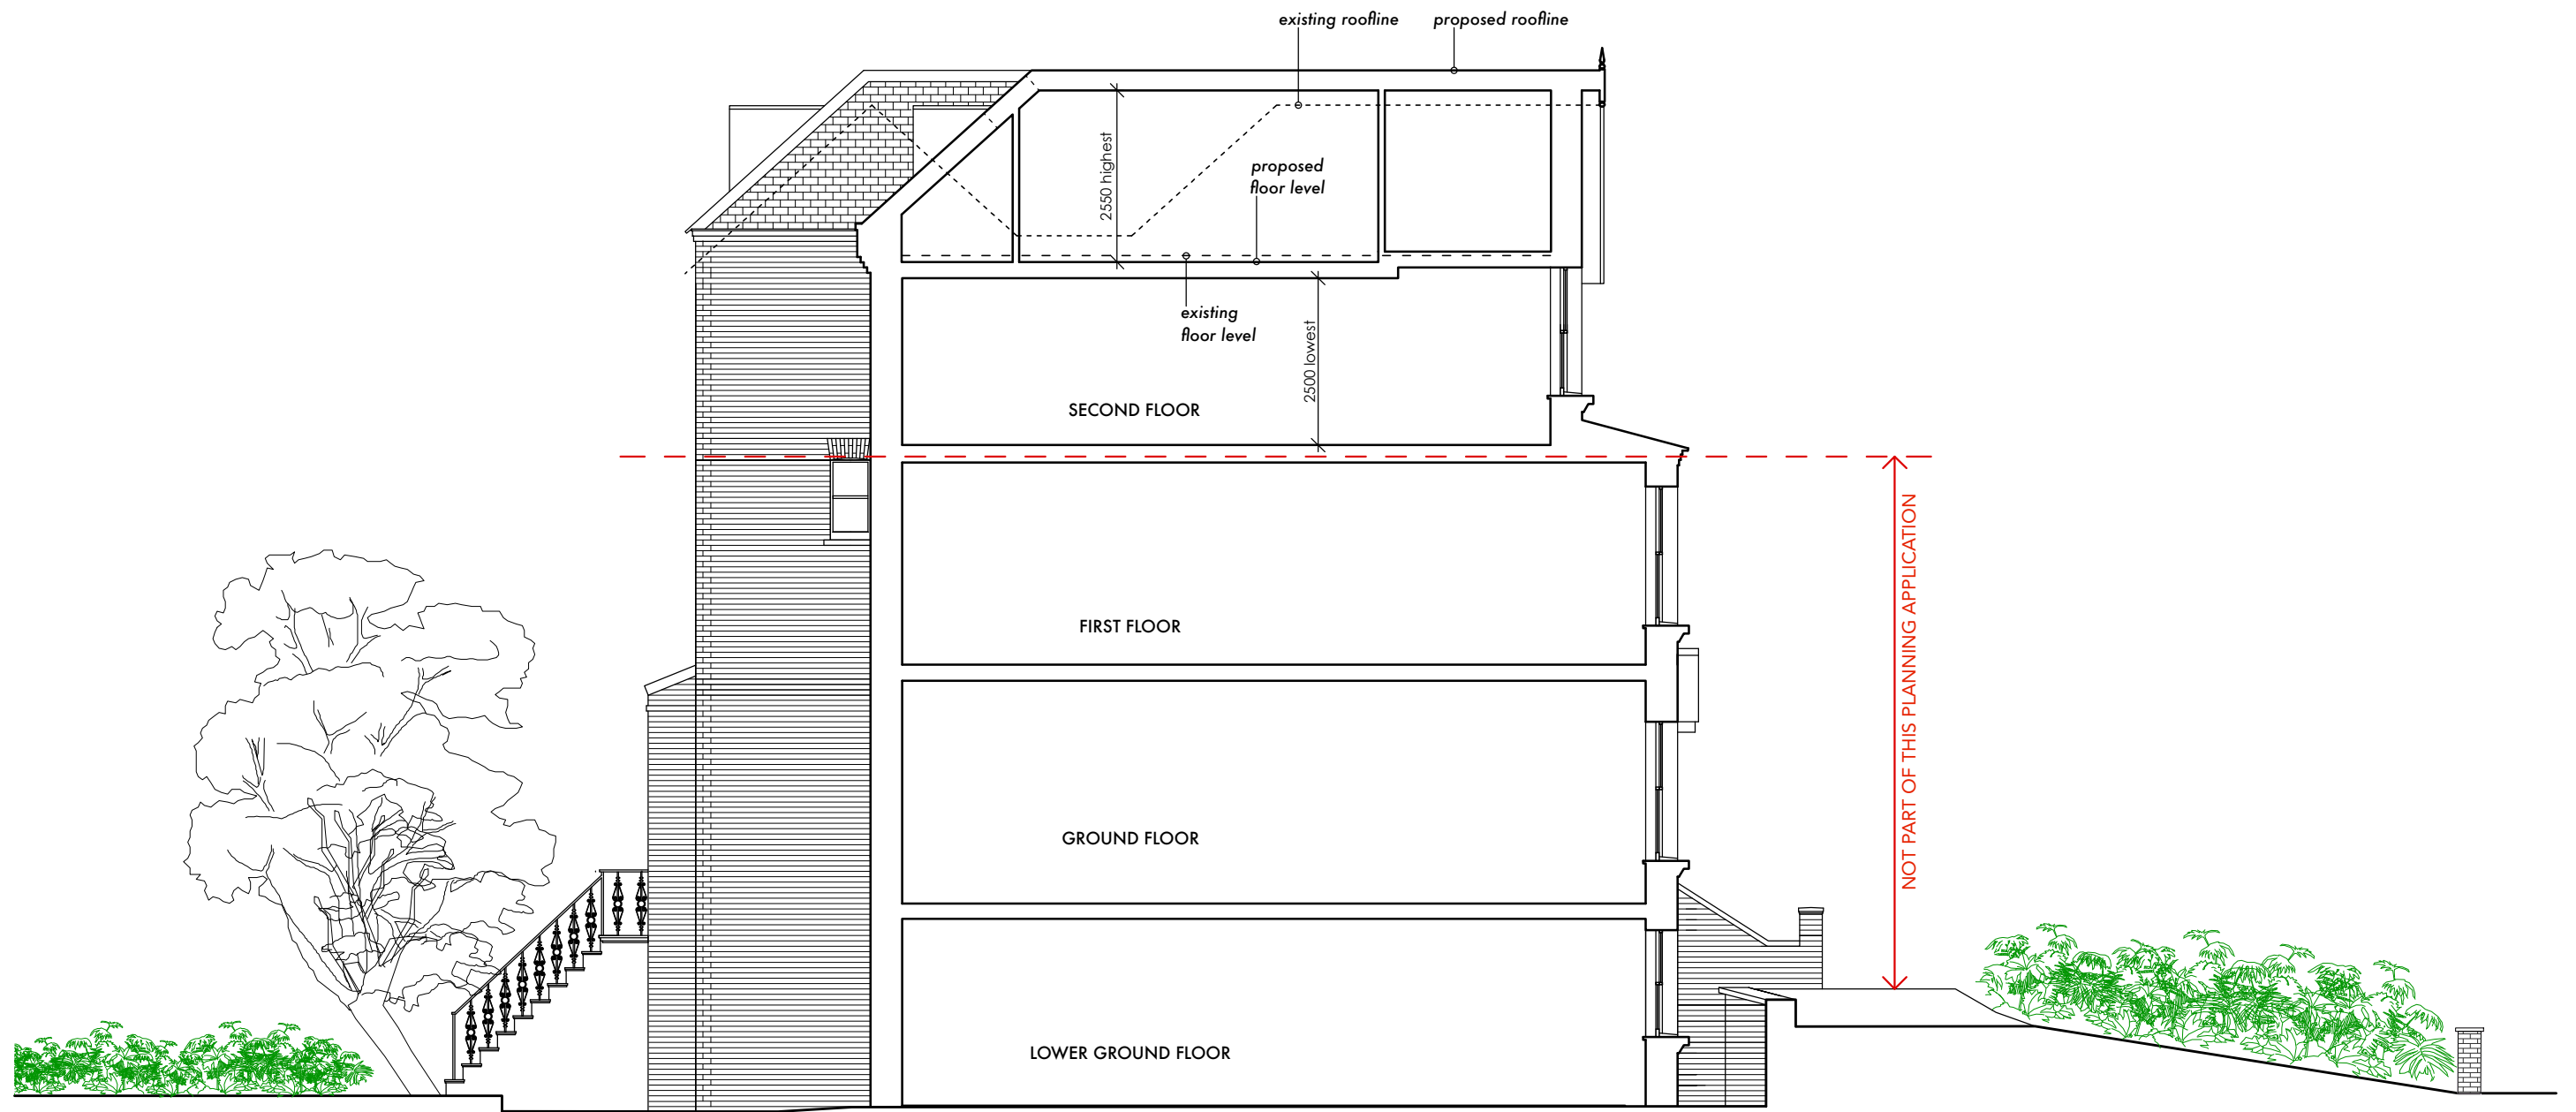 existing roofline
proposed roofline
2550 highest
proposed
floor level
existing
floor level
2500 lowest
SECOND FLOOR
NOT PART OF THIS PLANNING APPLICATION
FIRST FLOOR
GROUND FLOOR
LOWER GROUND FLOOR